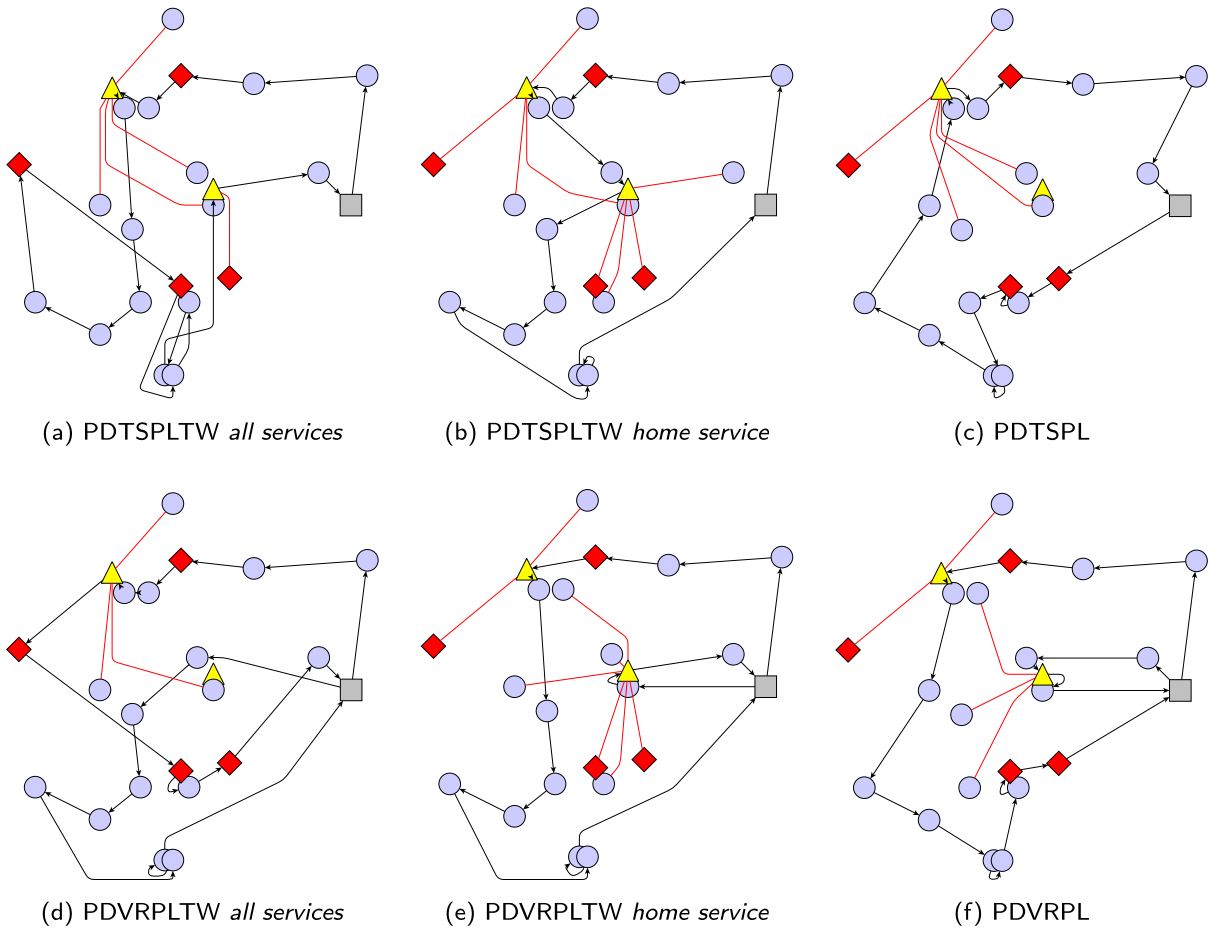 (a) PDTSPLTW all services
(b) PDTSPLTW home service
(c) PDTSPL
(d) PDVRPLTW all services
(e) PDVRPLTW home service
(f) PDVRPL